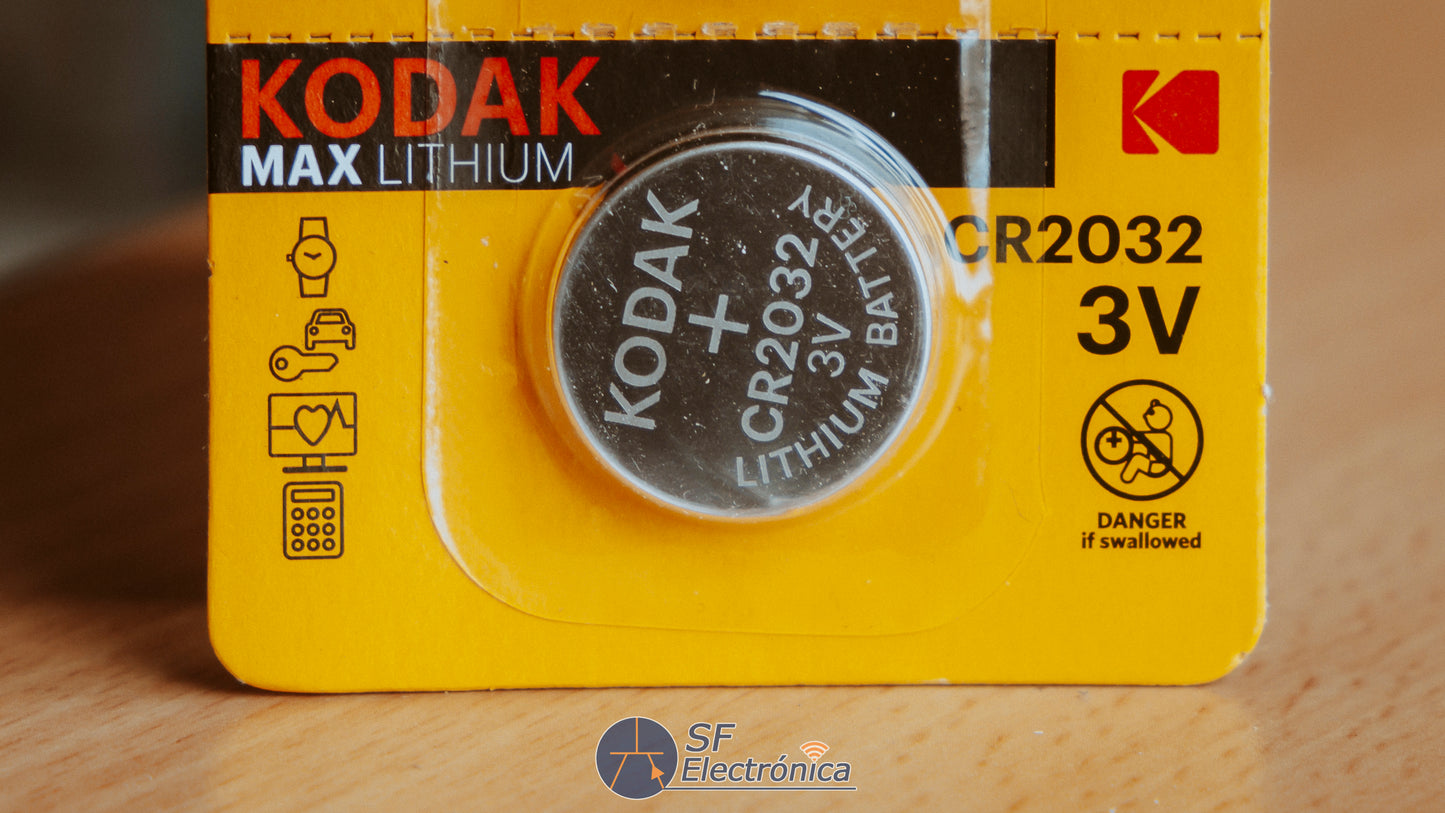 KODAK
MAX LITHIUM
CR2032
3V
KODAK
+
CR2032
3V
LITHIUM BATTERY
DANGER
if swallowed
SF
Electrónica